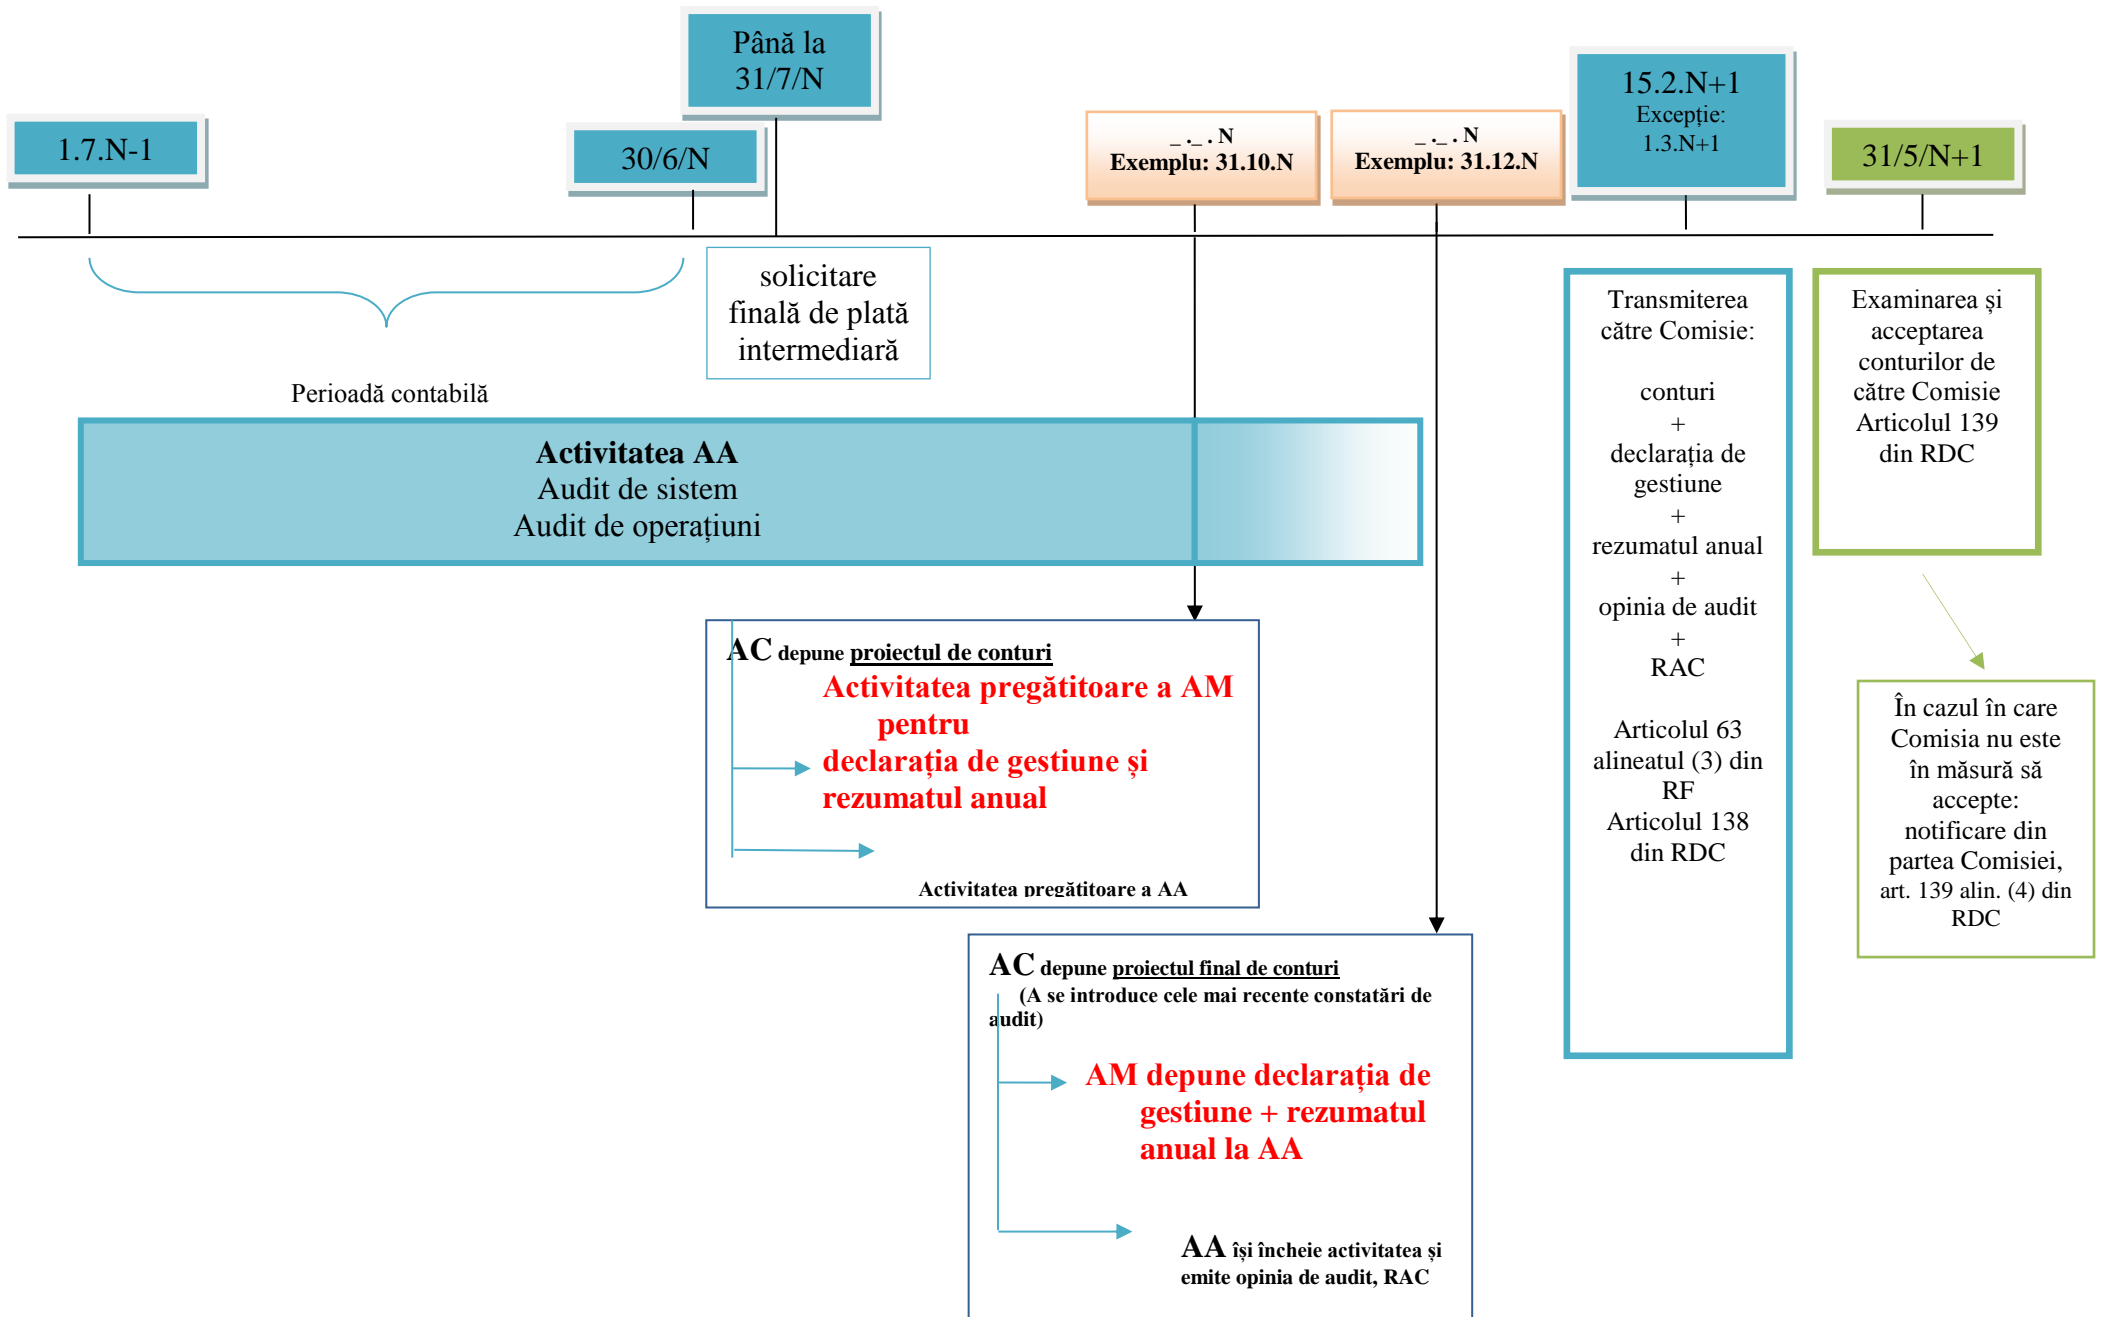 Până la
31/7/N
1.7.N-1
30/6/N
_ ._ . N
Exemplu: 31.10.N
_ ._ . N
Exemplu: 31.12.N
15.2.N+1
Excepție:
1.3.N+1
31/5/N+1
solicitare
finală de plată
intermediară
Perioadă contabilă
Activitatea AA
Audit de sistem
Audit de operațiuni
AC depune proiectul de conturi
Activitatea pregătitoare a AM
pentru
declarația de gestiune și
rezumatul anual
Activitatea pregătitoare a AA
AC depune proiectul final de conturi
(A se introduce cele mai recente constatări de
audit)
AM depune declarația de
gestiune + rezumatul
anual la AA
AA își încheie activitatea și
emite opinia de audit, RAC
Transmiterea
către Comisie:
conturi
+
declarația de
gestiune
+
rezumatul anual
+
opinia de audit
+
RAC
Articolul 63
alineatul (3) din
RF
Articolul 138
din RDC
Examinarea și
acceptarea
conturilor de
către Comisie
Articolul 139
din RDC
În cazul în care
Comisia nu este
în măsură să
accepte:
notificare din
partea Comisiei,
art. 139 alin. (4) din
RDC